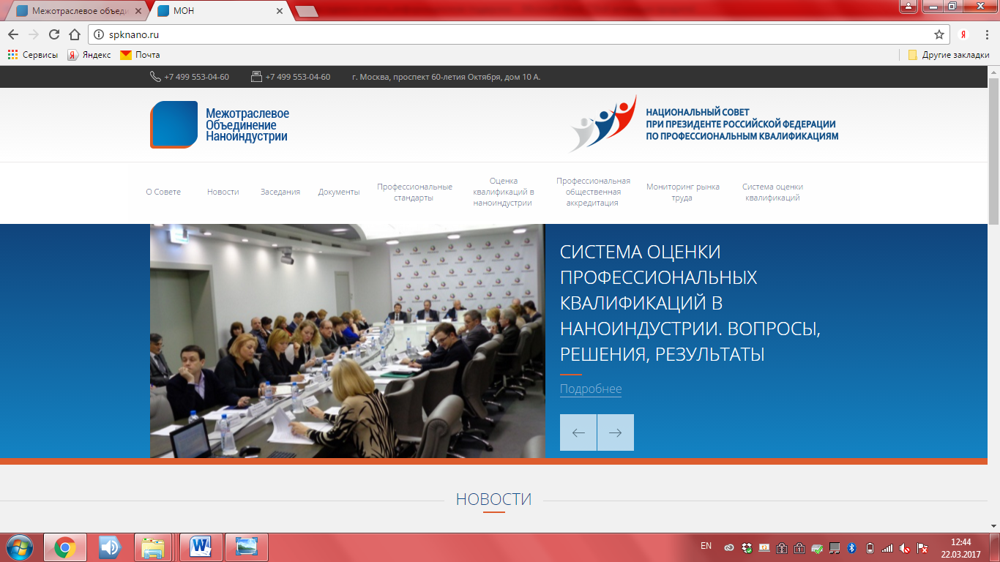 Межотраслевое объеди
МОН
spknano.ru
Сервисы
Яндекс
Почта
Другие закладки
+7 499 553-04-60
+7 499 553-04-60
г. Москва, проспект 60-летия Октября, дом 10 А.
Межотраслевое
Объединение
Наноиндустрии
НАЦИОНАЛЬНЫЙ СОВЕТ
ПРИ ПРЕЗИДЕНТЕ РОССИЙСКОЙ ФЕДЕРАЦИИ
ПО ПРОФЕССИОНАЛЬНЫМ КВАЛИФИКАЦИЯМ
О Совете
Новости
Заседания
Документы
Профессиональные
стандарты
Оценка
квалификаций в
наноиндустрии
Профессиональная
общественная
аккредитация
Мониторинг рынка
труда
Система оценки
квалификаций
СИСТЕМА ОЦЕНКИ
ПРОФЕССИОНАЛЬНЫХ
КВАЛИФИКАЦИЙ В
НАНОИНДУСТРИИ. ВОПРОСЫ,
РЕШЕНИЯ, РЕЗУЛЬТАТЫ
Подробнее
НОВОСТИ
EN
12:44
22.03.2017